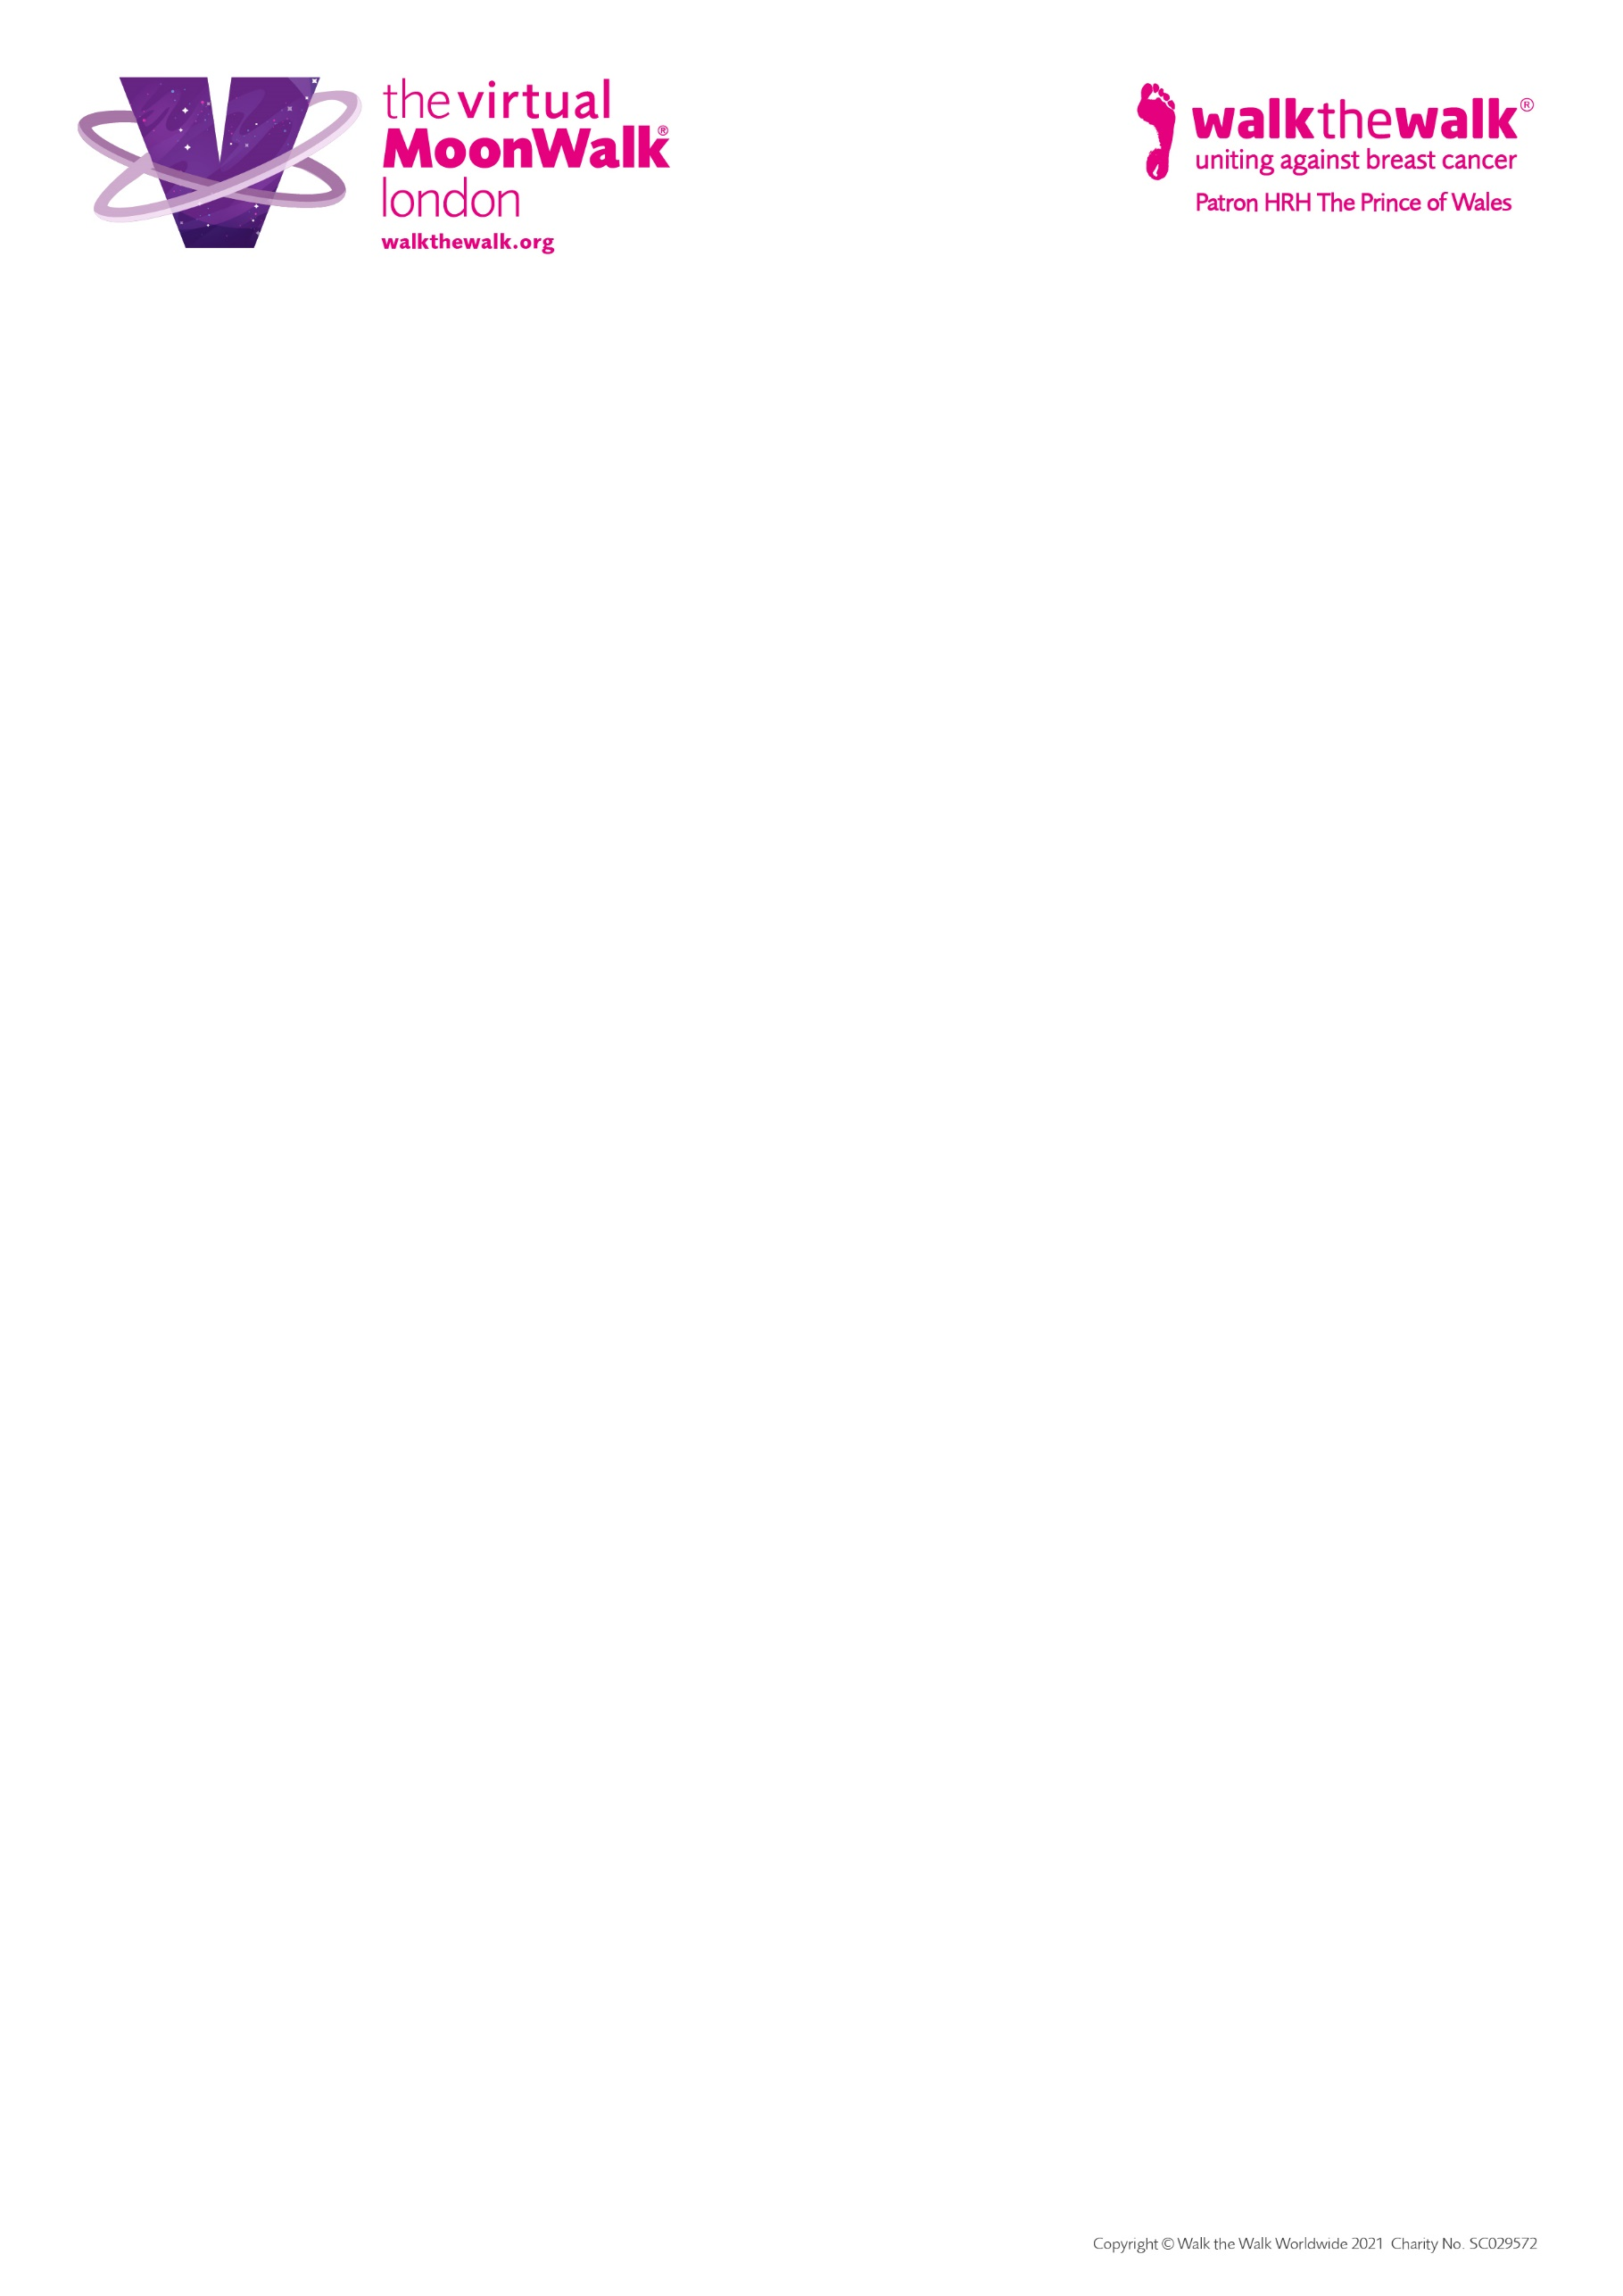 the virtual
MoonWalk®
london
walkthewalk.org
walkthewalk®
uniting against breast cancer
Patron HRH The Prince of Wales
Copyright © Walk the Walk Worldwide 2021 Charity No. SC029572